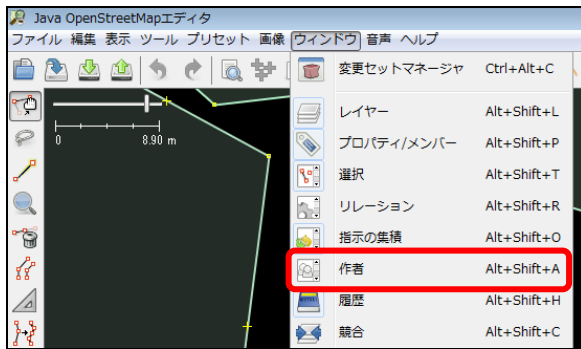 Java OpenStreetMapエディタ
ファイル 編集 表示 ツール プリセット 画像 ウィンドウ 音声 ヘルプ
変更セットマネージャ Ctrl+Alt+C
レイヤー Alt+Shift+L
0 8.90 m
プロパティ/メンバー Alt+Shift+P
選択 Alt+Shift+T
リレーション Alt+Shift+R
指示の集積 Alt+Shift+O
作者 Alt+Shift+A
履歴 Alt+Shift+H
競合 Alt+Shift+C